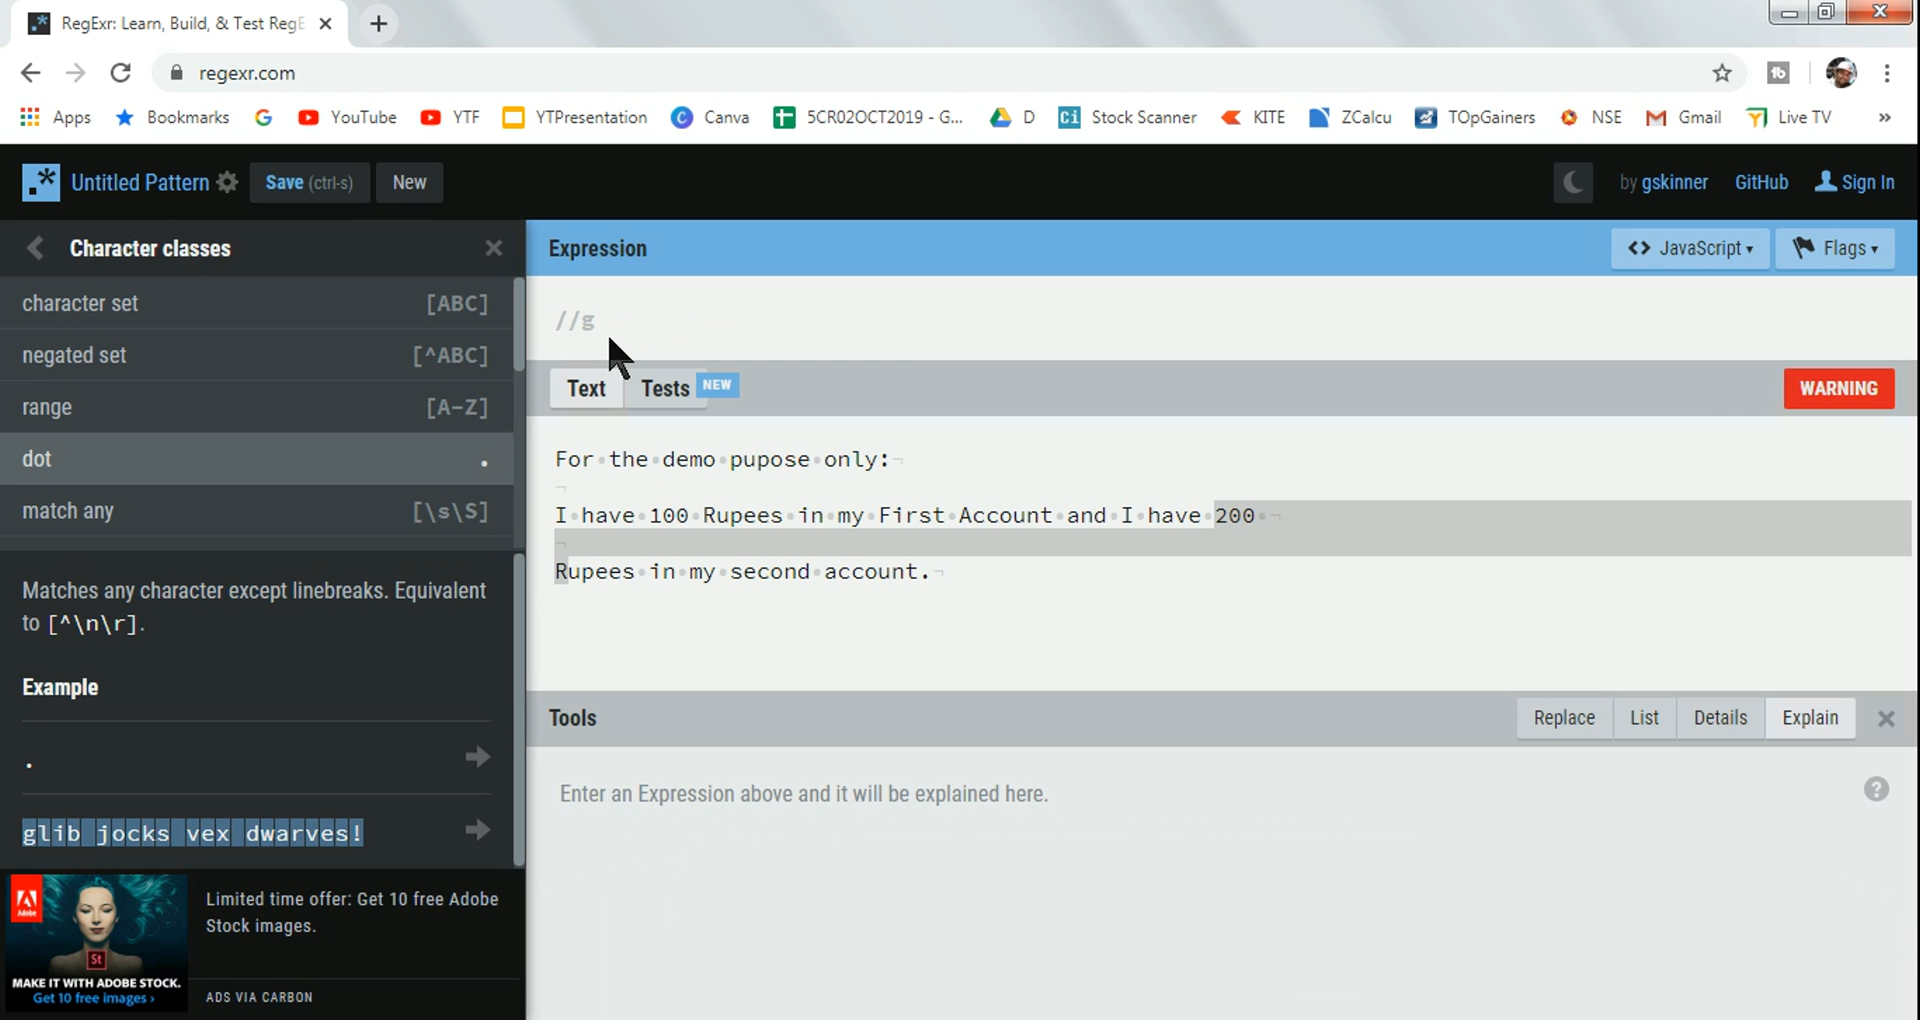 RegExr: Learn, Build, & Test RegE
regexr.com
Apps Bookmarks YouTube YTF YTPresentation Canva 5CR02OCT2019 - G... D Stock Scanner KITE ZCalcu TOpGainers NSE Gmail Live TV »
.* Untitled Pattern Save (ctrl-s) New by gskinner GitHub Sign In
Character classes
character set [ABC]
negated set [^ABC]
range [A-Z]
dot .
match any [\s\S]
Matches any character except linebreaks. Equivalent
to [^\n\r].
Example
.
glib jocks vex dwarves!
Adobe
St
MAKE IT WITH ADOBE STOCK.
Get 10 free images ›
Limited time offer: Get 10 free Adobe
Stock images.
ADS VIA CARBON
Expression <> JavaScript Flags
//g
Text Tests NEW WARNING
For the demo pupose only:
I have 100 Rupees in my First Account and I have 200
Rupees in my second account.
Tools Replace List Details Explain
Enter an Expression above and it will be explained here. ?